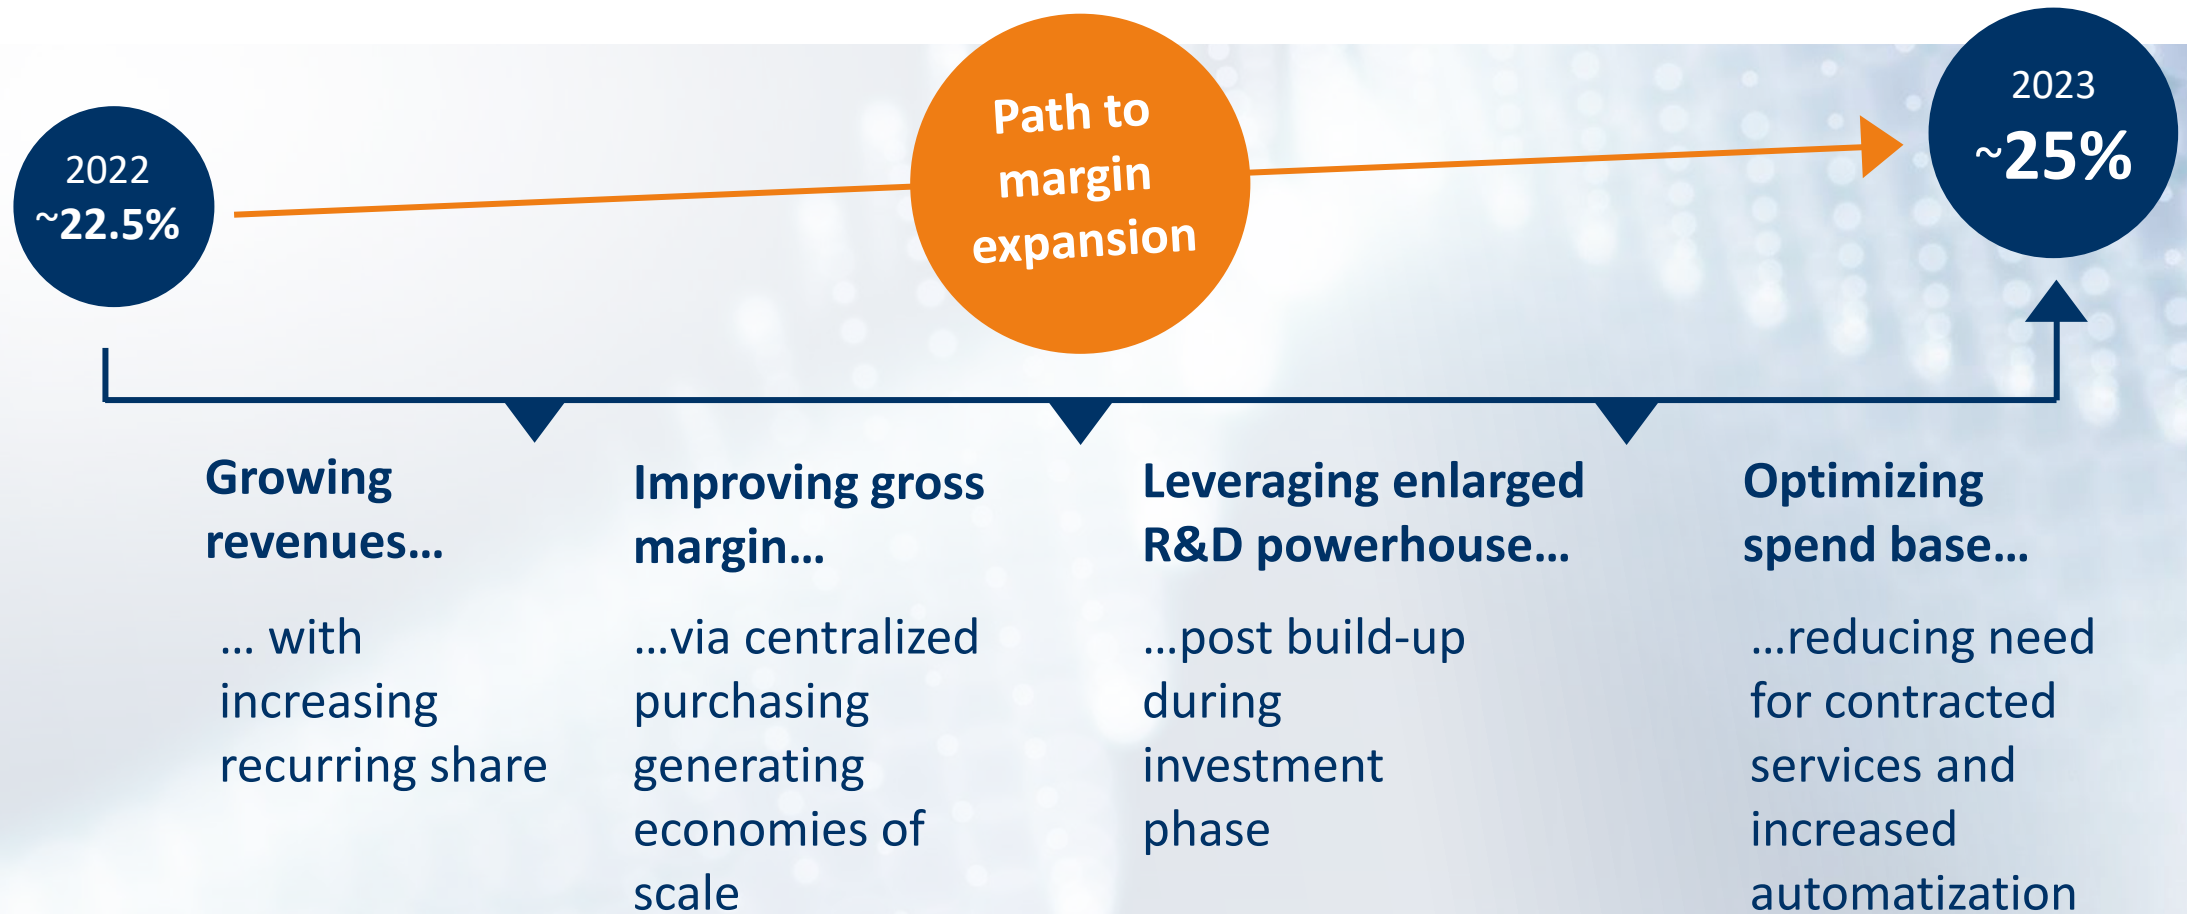 2022
~22.5%
Path to
margin
expansion
2023
~25%
Growing
revenues...
... with
increasing
recurring share
Improving gross
margin...
...via centralized
purchasing
generating
economies of
scale
Leveraging enlarged
R&D powerhouse...
...post build-up
during
investment
phase
Optimizing
spend base...
...reducing need
for contracted
services and
increased
automatization